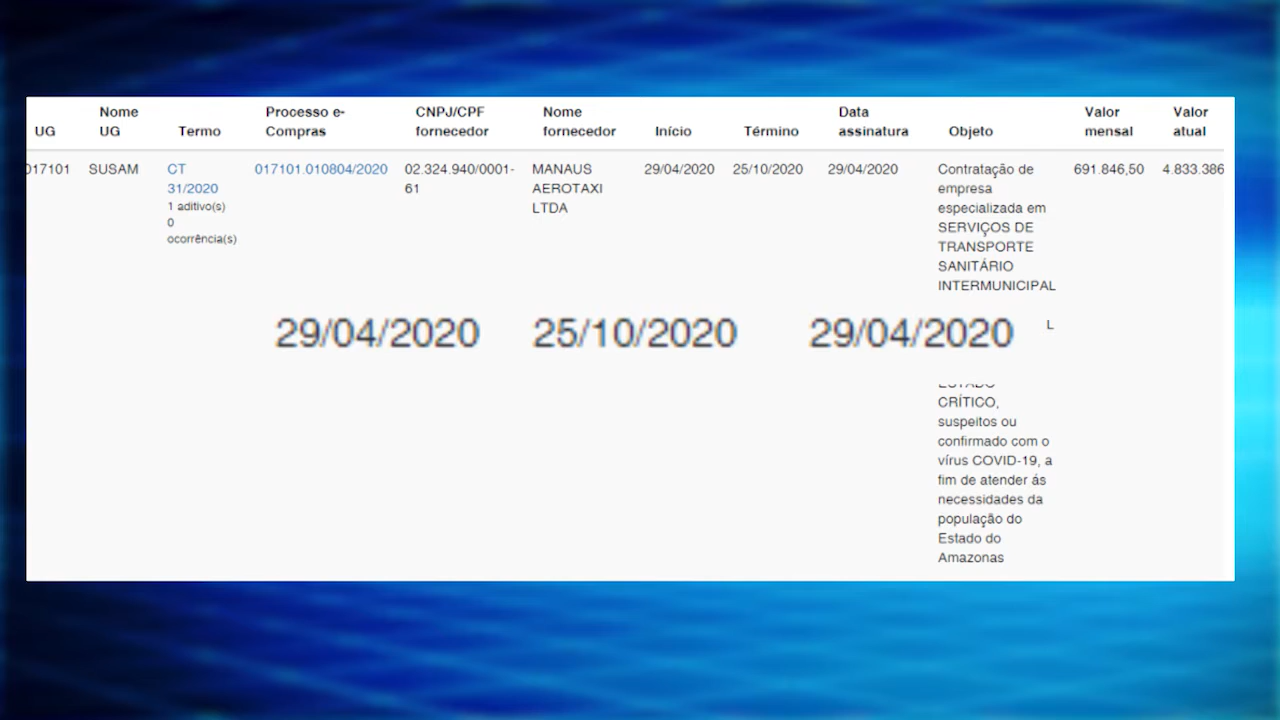 UG
Nome
UG
Termo
Processo e-
Compras
CNPJ/CPF
fornecedor
Nome
fornecedor
Início
Término
Data
assinatura
Objeto
Valor
mensal
Valor
atual
017101
SUSAM
CT
31/2020
1 aditivo(s)
0
ocorrência(s)
017101.010804/2020
02.324.940/0001-
61
MANAUS
AEROTAXI
LTDA
29/04/2020
25/10/2020
29/04/2020
Contratação de
empresa
especializada em
SERVIÇOS DE
TRANSPORTE
SANITÁRIO
INTERMUNICIPAL
L
ESTADO
CRÍTICO,
suspeitos ou
confirmado com o
vírus COVID-19, a
fim de atender ás
necessidades da
população do
Estado do
Amazonas
691.846,50
4.833.386
29/04/2020 25/10/2020 29/04/2020